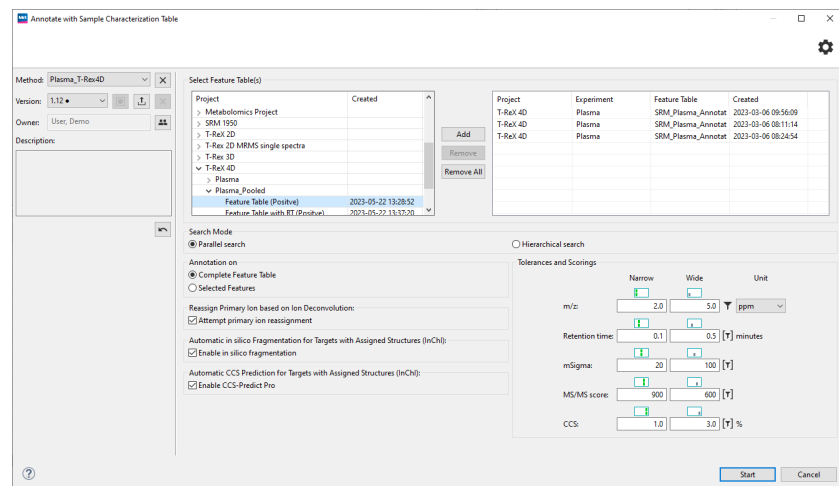 Annotate with Sample Characterization Table
Method: Plasma_T-Rex4D
Version: 1.12 •
Owner: User, Demo
Description:
Select Feature Table(s)
Project Created
Metabolomics Project
SRM 1950
T-ReX 2D
T-Rex 2D MRMS single spectra
T-Rex 3D
T-ReX 4D
Plasma
Plasma_Pooled
Feature Table (Positve) 2023-05-22 13:28:52
Feature Table with RT (Positve) 2023-05-22 13:37:20
Add
Remove
Remove All
Project Experiment Feature Table Created
T-ReX 4D Plasma SRM_Plasma_Annotat 2023-03-06 09:56:09
T-ReX 4D Plasma SRM_Plasma_Annotat 2023-03-06 08:11:14
T-ReX 4D Plasma SRM_Plasma_Annotat 2023-03-06 08:24:54
Search Mode
Parallel search Hierarchical search
Annotation on
Complete Feature Table
Selected Features
Reassign Primary Ion based on Ion Deconvolution:
Attempt primary ion reassignment
Automatic in silico Fragmentation for Targets with Assigned Structures (InChI):
Enable in silico fragmentation
Automatic CCS Prediction for Targets with Assigned Structures (InChI):
Enable CCS-Predict Pro
Tolerances and Scorings
Narrow Wide Unit
m/z: 2.0 5.0 ppm
Retention time: 0.1 0.5 [T] minutes
mSigma: 20 100 [T]
MS/MS score: 900 600 [T]
CCS: 1.0 3.0 [T] %
?
Start Cancel